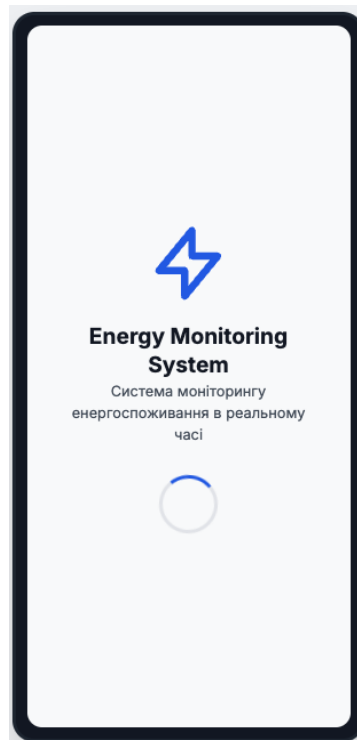 Energy Monitoring
System
Система моніторингу
енергоспоживання в реальному
часі